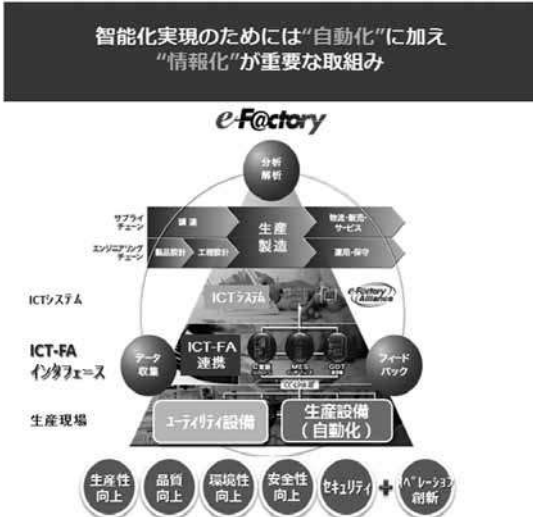 智能化実現のためには“自動化”に加え
“情報化”が重要な取組み
e-F@ctory
分析
解析
サプライ
チェーン
調達
生産
製造
物流・販売・
サービス
エンジニアリング
チェーン
製品設計
工程設計
運用・保守
ICTシステム
ICTシステム
e-F@ctory
Alliance
ICT-FA
インタフェース
データ
収集
ICT-FA
連携
MES
GOT
フィード
バック
CC-Link IE
生産現場
ユーティリティ設備
生産設備
(自動化)
生産性
向上
品質
向上
環境性
向上
安全性
向上
セキュリティ
+
オペレーション
創新